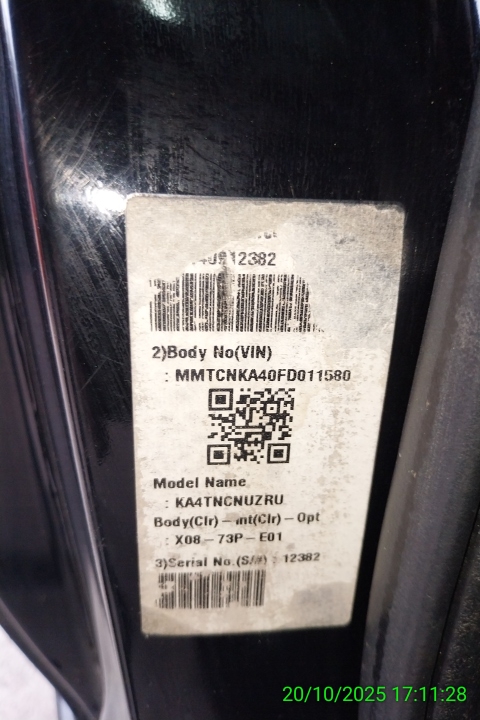 12382
2)Body No(VIN)
: MMTCNKA40FD011580
Model Name
: KA4TNCNUZRU
Body(Clr) – int(Clr) – Opt
: X08 – 73P – E01
3)Serial No.(S/#) : 12382
20/10/2025 17:11:28